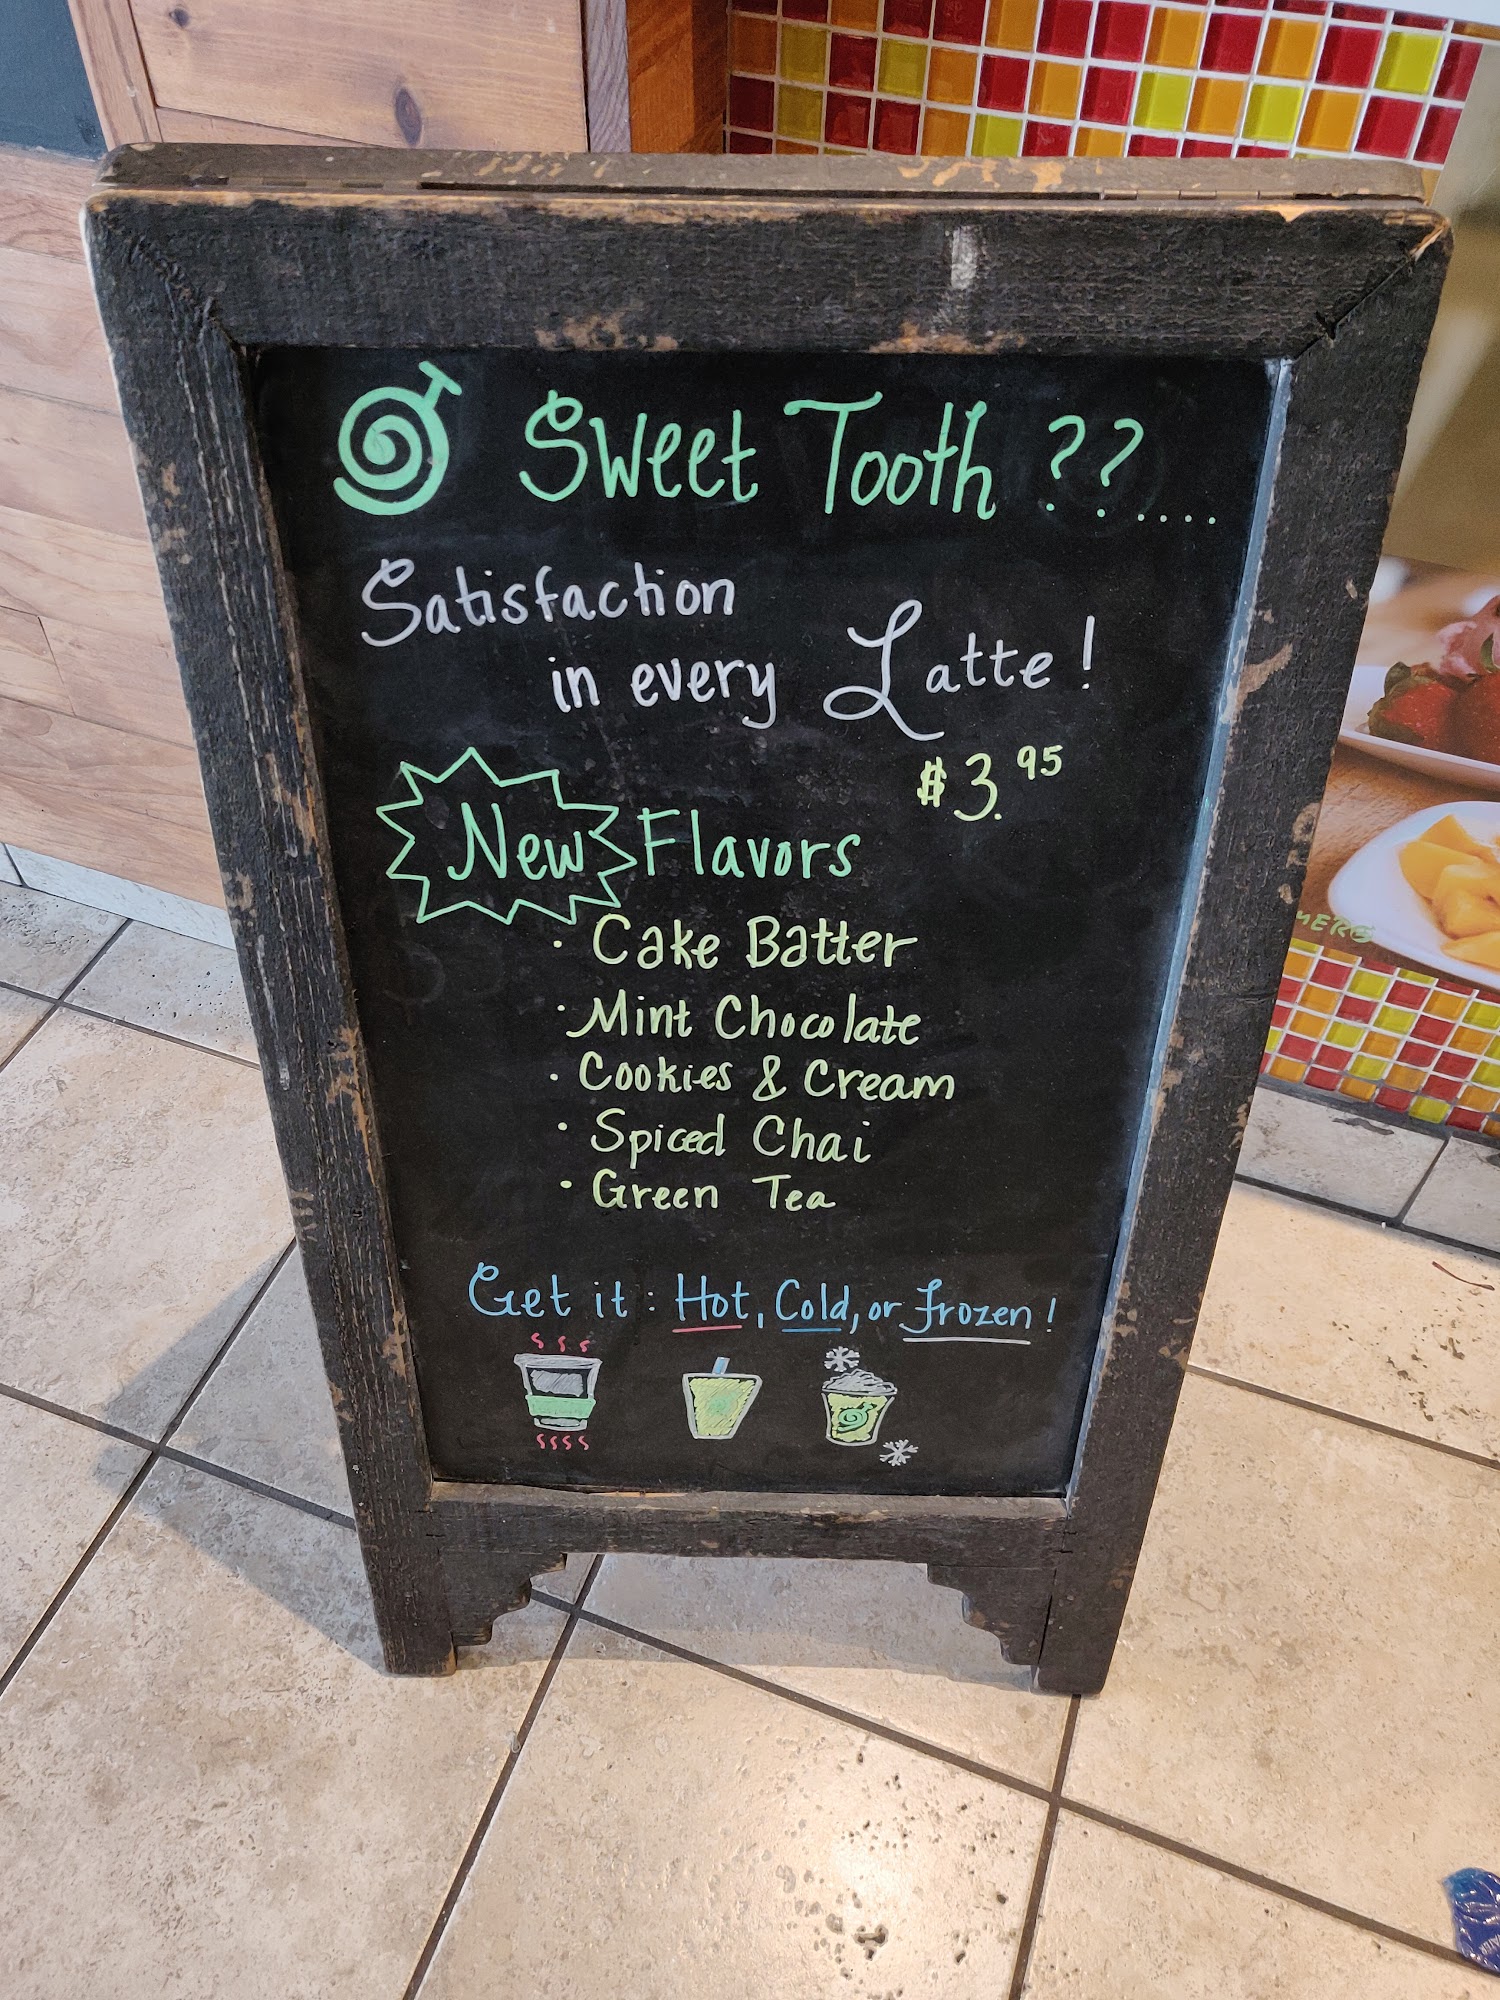 Sweet Tooth ??.....
Satisfaction
in every Latte!
$3.95
New Flavors
· Cake Batter
· Mint Chocolate
· Cookies & Cream
· Spiced Chai
· Green Tea
Get it: Hot, Cold, or frozen!